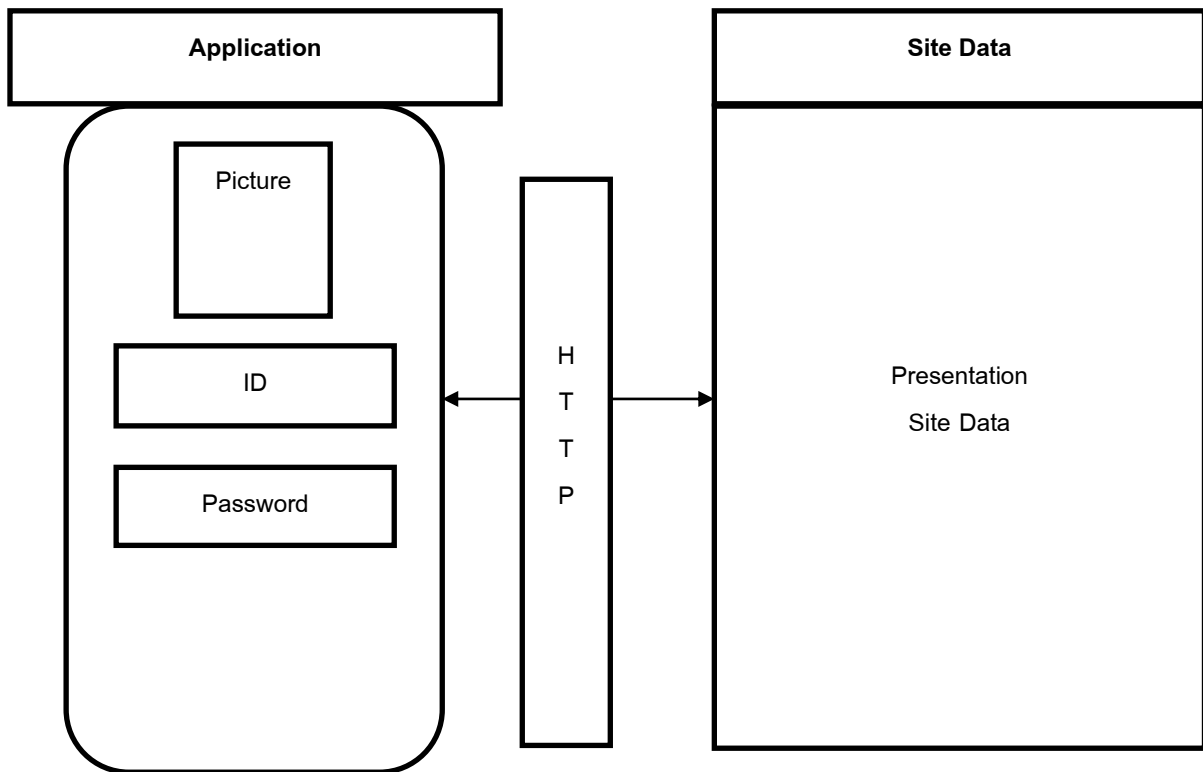 Application
Site Data
Picture
ID
Password
H
T
T
P
Presentation
Site Data